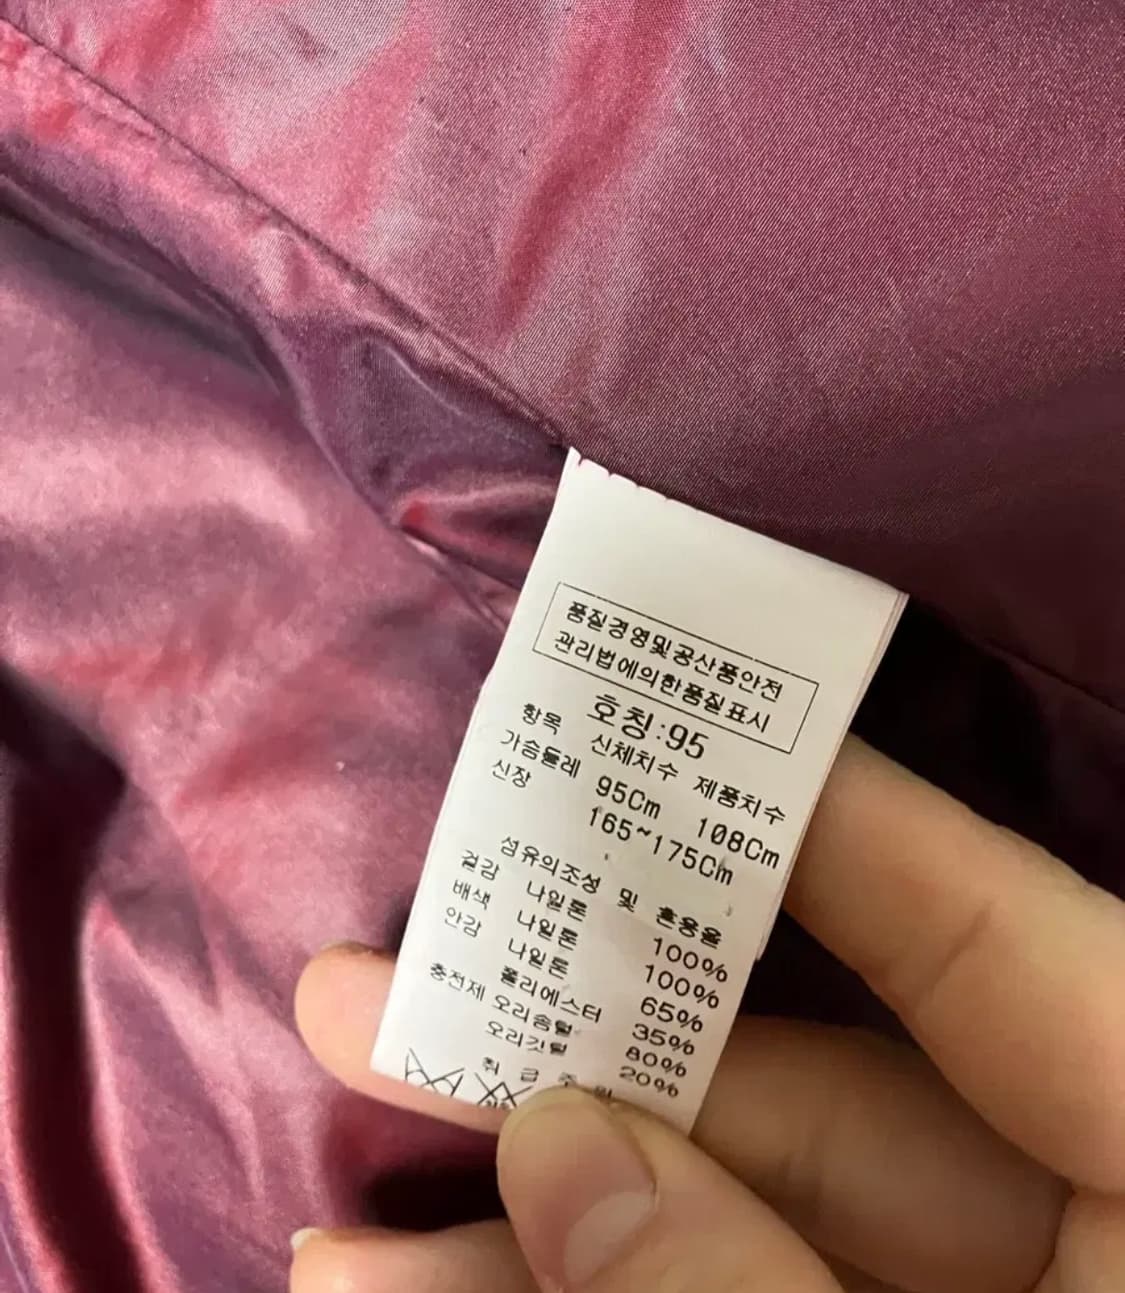 품질경영및공산품안전
관리법에의한품질표시
호칭:95
항목 신체치수 제품치수
가슴둘레 95Cm 108Cm
신장 165~175Cm
섬유의조성 및 혼용율
겉감 나일론 100%
배색 나일론 100%
안감 나일론 65%
폴리에스터 35%
충전제 오리솜털 80%
오리깃털 20%
취급 주의